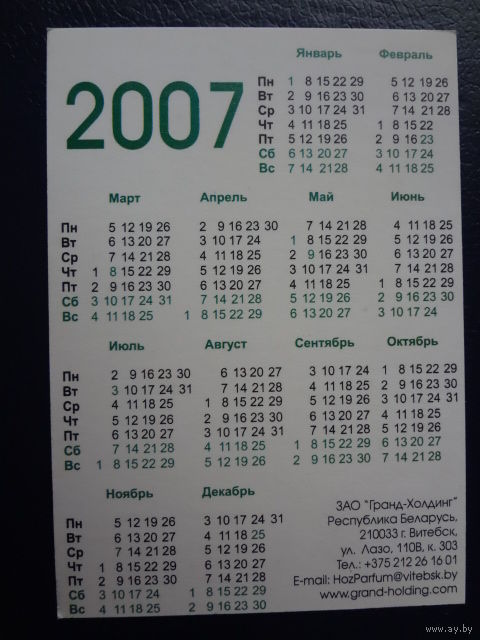 Январь Февраль
2007
Пн 1 8 15 22 29 5 12 19 26
Вт 2 9 16 23 30 6 13 20 27
Ср 3 10 17 24 31 7 14 21 28
Чт 4 11 18 25 1 8 15 22
Пт 5 12 19 26 2 9 16 23
Сб 6 13 20 27 3 10 17 24
Вс 7 14 21 28 4 11 18 25
Март Апрель Май Июнь
Пн 5 12 19 26 2 9 16 23 30 7 14 21 28 4 11 18 25
Вт 6 13 20 27 3 10 17 24 1 8 15 22 29 5 12 19 26
Ср 7 14 21 28 4 11 18 25 2 9 16 23 30 6 13 20 27
Чт 1 8 15 22 29 5 12 19 26 3 10 17 24 31 7 14 21 28
Пт 2 9 16 23 30 6 13 20 27 4 11 18 25 1 8 15 22 29
Сб 3 10 17 24 31 7 14 21 28 5 12 19 26 2 9 16 23 30
Вс 4 11 18 25 1 8 15 22 29 6 13 20 27 3 10 17 24
Июль Август Сентябрь Октябрь
Пн 2 9 16 23 30 6 13 20 27 3 10 17 24 1 8 15 22 29
Вт 3 10 17 24 31 7 14 21 28 4 11 18 25 2 9 16 23 30
Ср 4 11 18 25 1 8 15 22 29 5 12 19 26 3 10 17 24 31
Чт 5 12 19 26 2 9 16 23 30 6 13 20 27 4 11 18 25
Пт 6 13 20 27 3 10 17 24 31 7 14 21 28 5 12 19 26
Сб 7 14 21 28 4 11 18 25 1 8 15 22 29 6 13 20 27
Вс 1 8 15 22 29 5 12 19 26 2 9 16 23 30 7 14 21 28
Ноябрь Декабрь
Пн 5 12 19 26 3 10 17 24 31
Вт 6 13 20 27 4 11 18 25
Ср 7 14 21 28 5 12 19 26
Чт 1 8 15 22 29 6 13 20 27
Пт 2 9 16 23 30 7 14 21 28
Сб 3 10 17 24 1 8 15 22 29
Вс 4 11 18 25 2 9 16 23 30
ЗАО "Гранд-Холдинг"
Республика Беларусь,
210033 г. Витебск,
ул. Лазо, 110В, к. 303
Тел.: +375 212 26 16 01
E-mail: HozParfum@vitebsk.by
www.grand-holding.com
www.ay.by